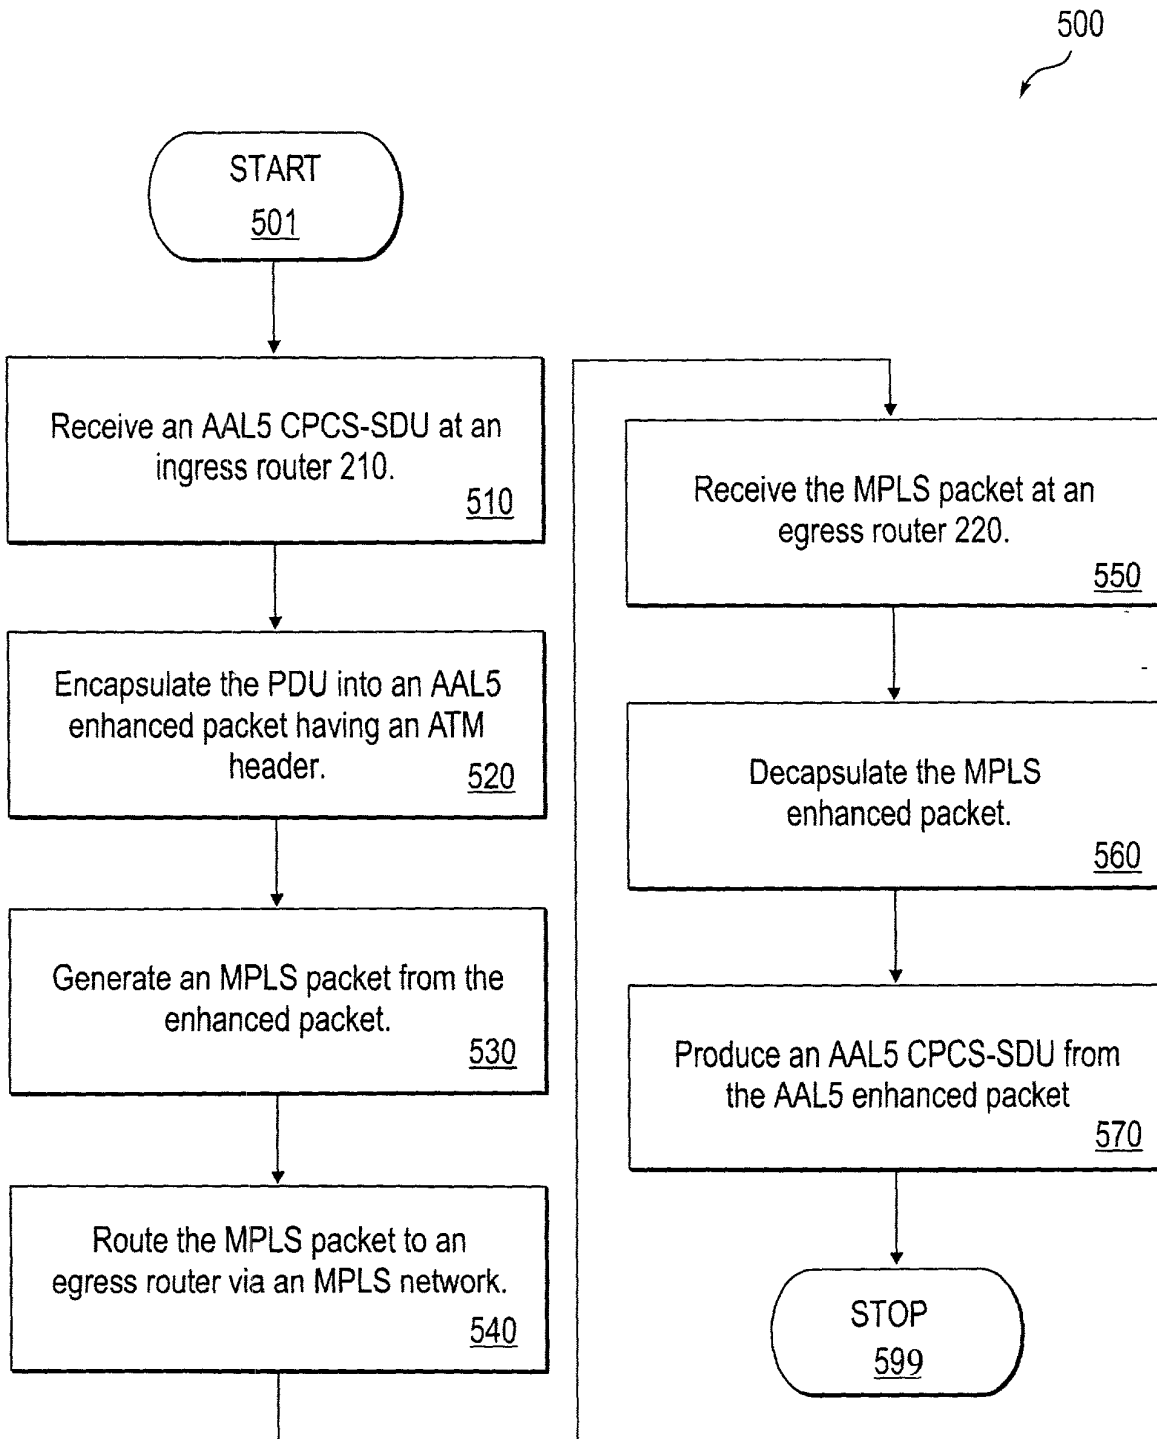 500
START
501
Receive an AAL5 CPCS-SDU at an
ingress router 210.
510
Encapsulate the PDU into an AAL5
enhanced packet having an ATM
header.
520
Generate an MPLS packet from the
enhanced packet.
530
Route the MPLS packet to an
egress router via an MPLS network.
540
Receive the MPLS packet at an
egress router 220.
550
Decapsulate the MPLS
enhanced packet.
560
Produce an AAL5 CPCS-SDU from
the AAL5 enhanced packet
570
STOP
599